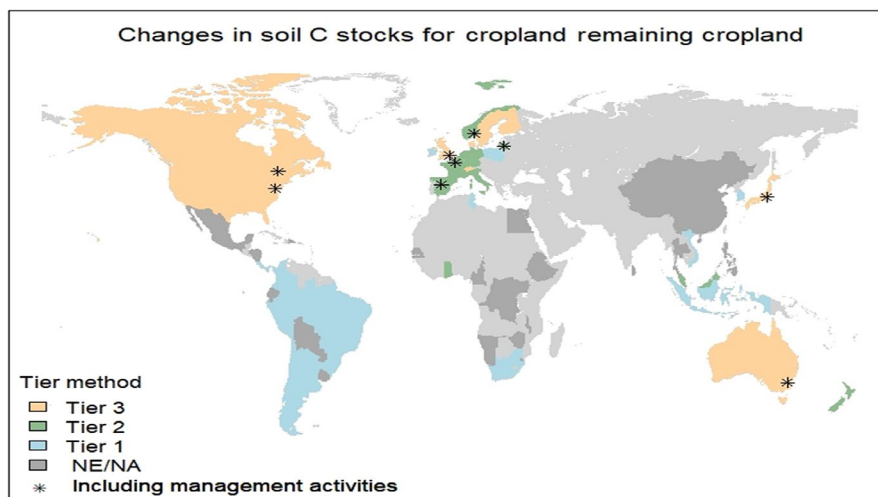 Changes in soil C stocks for cropland remaining cropland
Tier method
Tier 3
Tier 2
Tier 1
NE/NA
Including management activities